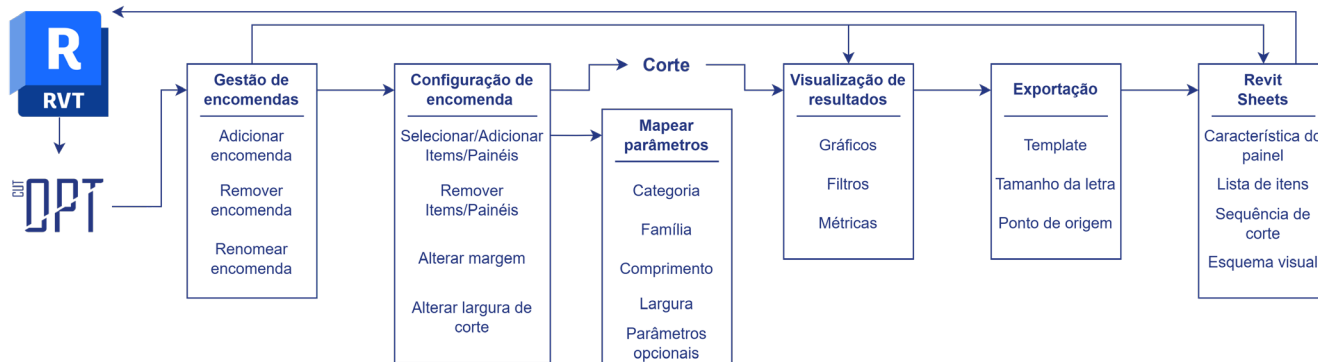 R
RVT
CUT
OPT
Gestão de
encomendas
Adicionar
encomenda
Remover
encomenda
Renomear
encomenda
Configuração de
encomenda
Selecionar/Adicionar
Items/Painéis
Remover
Items/Painéis
Alterar margem
Alterar largura de
corte
Corte
Mapear
parâmetros
Categoria
Família
Comprimento
Largura
Parâmetros
opcionais
Visualização de
resultados
Gráficos
Filtros
Métricas
Exportação
Template
Tamanho da letra
Ponto de origem
Revit
Sheets
Característica do
painel
Lista de itens
Sequência de
corte
Esquema visual